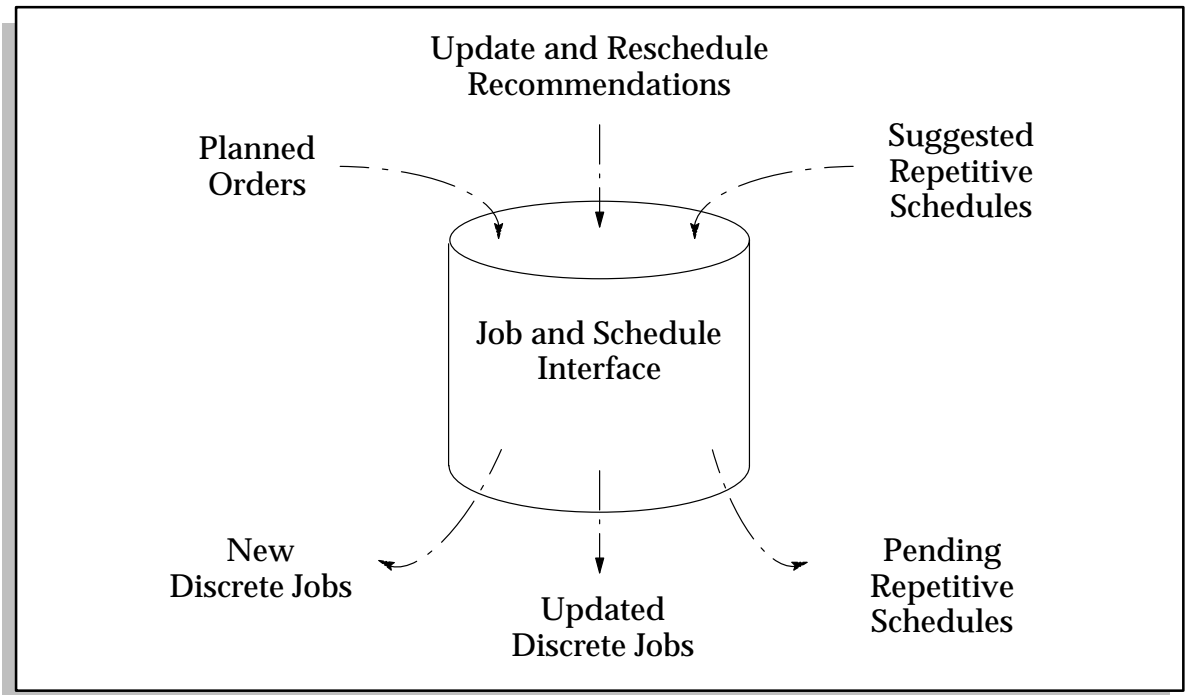 Update and Reschedule
Recommendations
Planned
Orders
Suggested
Repetitive
Schedules
Job and Schedule
Interface
New
Discrete Jobs
Updated
Discrete Jobs
Pending
Repetitive
Schedules